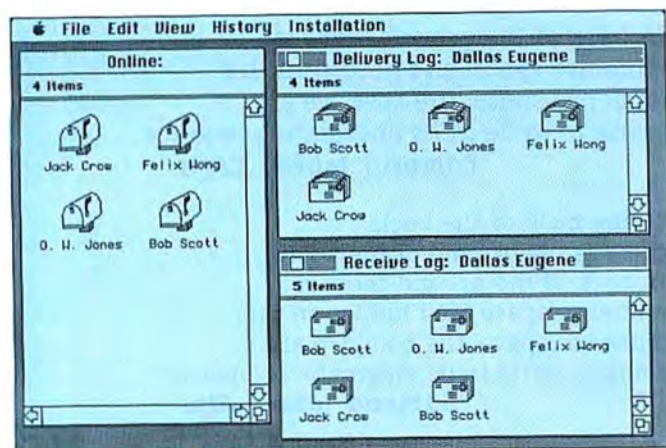 File Edit View History Installation
Online:
4 Items
Jack Crow Felix Wong
O. W. Jones Bob Scott
Delivery Log: Dallas Eugene
4 Items
Bob Scott O. W. Jones Felix Wong
Jack Crow
Receive Log: Dallas Eugene
5 Items
Bob Scott O. W. Jones Felix Wong
Jack Crow Bob Scott